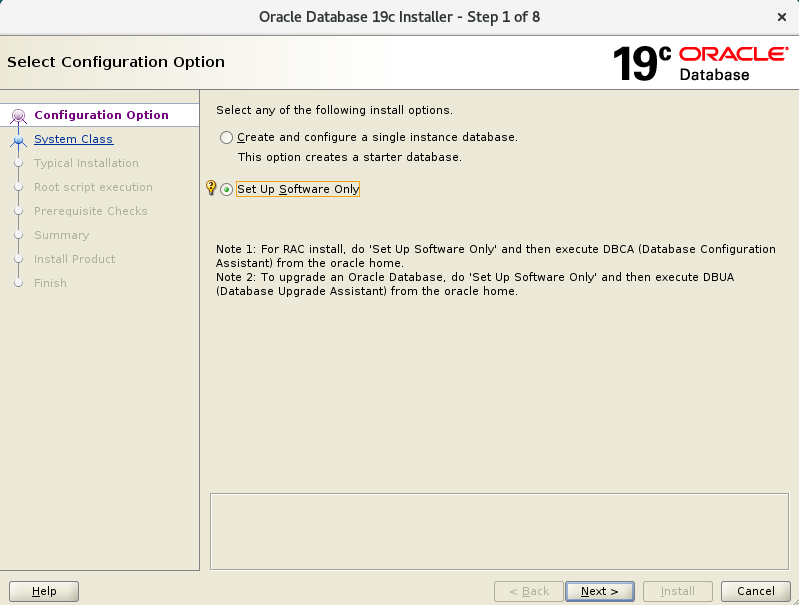 Oracle Database 19c Installer - Step 1 of 8
Select Configuration Option
19c ORACLE
Database
Configuration Option
System Class
Typical Installation
Root script execution
Prerequisite Checks
Summary
Install Product
Finish
Select any of the following install options.
Create and configure a single instance database.
This option creates a starter database.
Set Up Software Only
Note 1: For RAC install, do 'Set Up Software Only' and then execute DBCA (Database Configuration
Assistant) from the oracle home.
Note 2: To upgrade an Oracle Database, do 'Set Up Software Only' and then execute DBUA
(Database Upgrade Assistant) from the oracle home.
Help
< Back
Next >
Install
Cancel